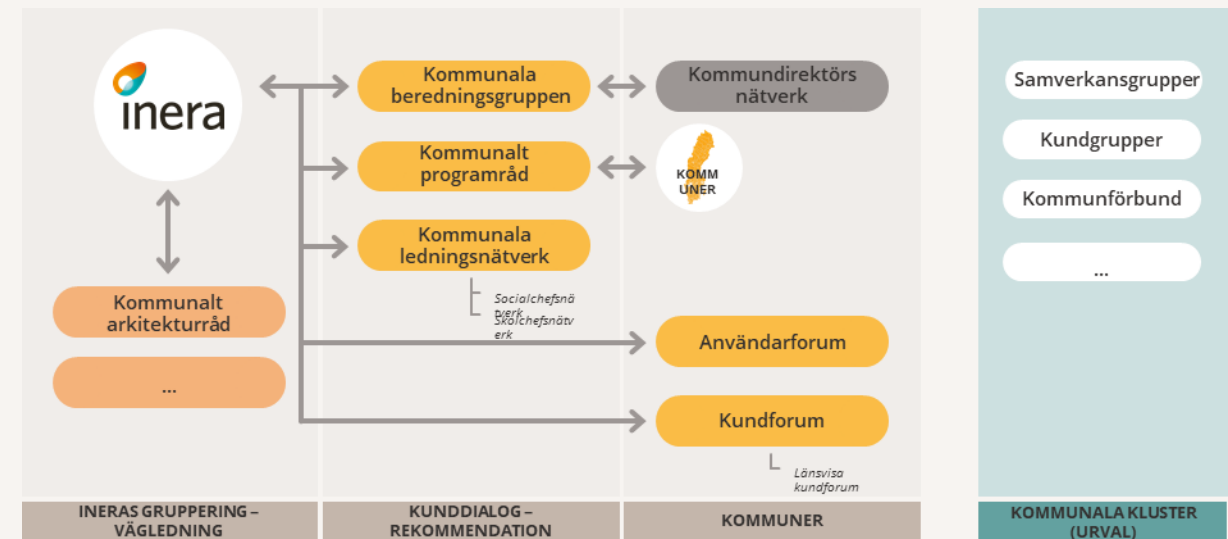 inera
Kommunalt
arkitekturråd
...
INERAS GRUPPERING –
VÄGLEDNING
Kommunala
beredningsgruppen
Kommunalt
programråd
Kommunala
ledningsnätverk
Socialchefsnä
tverk
Skolchefsnätv
erk
KUNDDIALOG –
REKOMMENDATION
Kommundirektörs
nätverk
KOMM
UNER
Användarforum
Kundforum
Länsvisa
kundforum
KOMMUNER
Samverkansgrupper
Kundgrupper
Kommunförbund
...
KOMMUNALA KLUSTER
(URVAL)